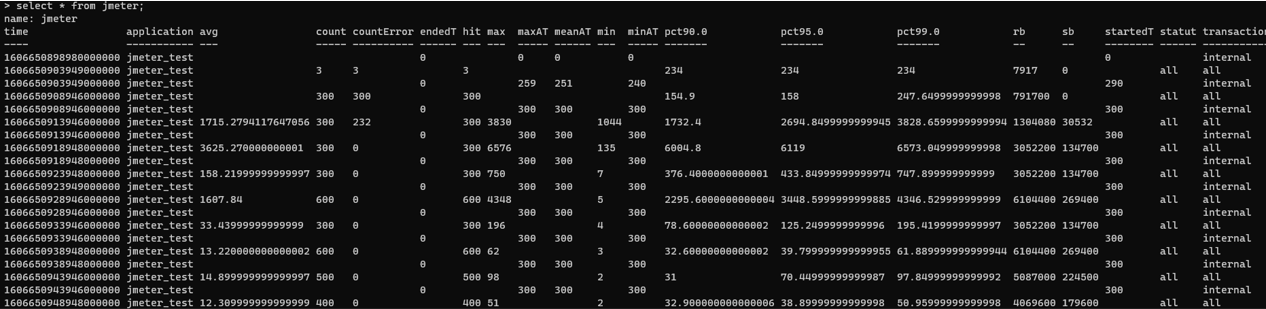 > select * from jmeter;
name: jmeter
time application avg count countError endedT hit max maxAT meanAT min minAT pct90.0 pct95.0 pct99.0 rb sb startedT statut transaction
---- ----------- --- ----- ---------- ------ --- --- ----- ------ --- ----- ------- ------- ------- -- -- -------- ------ -----------
1606650898980000000 jmeter_test 0 0 0 0 0 internal
1606650903949000000 jmeter_test 3 3 3 234 234 234 7917 0 all all
1606650903949000000 jmeter_test 0 259 251 240 290 internal
1606650908946000000 jmeter_test 300 300 300 154.9 158 247.6499999999998 791700 0 all all
1606650908946000000 jmeter_test 0 300 300 300 300 internal
1606650913946000000 jmeter_test 1715.2794117647056 300 232 300 3830 1044 1732.4 2694.8499999999945 3828.6599999999994 1304080 30532 all all
1606650913946000000 jmeter_test 0 300 300 300 300 internal
1606650918948000000 jmeter_test 3625.270000000001 300 0 300 6576 135 6004.8 6119 6573.049999999998 3052200 134700 all all
1606650918948000000 jmeter_test 0 300 300 300 300 internal
1606650923948000000 jmeter_test 158.21999999999997 300 0 300 750 7 376.4000000000001 433.84999999999974 747.899999999999 3052200 134700 all all
1606650923949000000 jmeter_test 0 300 300 300 300 internal
1606650928946000000 jmeter_test 1607.84 600 0 600 4348 5 2295.6000000000004 3448.5999999999885 4346.529999999999 6104400 269400 all all
1606650928946000000 jmeter_test 0 300 300 300 300 internal
1606650933946000000 jmeter_test 33.43999999999999 300 0 300 196 4 78.60000000000002 125.2499999999996 195.4199999999997 3052200 134700 all all
1606650933948000000 jmeter_test 0 300 300 300 300 internal
1606650938948000000 jmeter_test 13.220000000000002 600 0 600 62 3 32.60000000000002 39.799999999999955 61.889999999999944 6104400 269400 all all
1606650938948000000 jmeter_test 0 300 300 300 300 internal
1606650943946000000 jmeter_test 14.899999999999997 500 0 500 98 2 31 70.44999999999987 97.84999999999992 5087000 224500 all all
1606650943946000000 jmeter_test 0 300 300 300 300 internal
1606650948948000000 jmeter_test 12.309999999999999 400 0 400 51 2 32.900000000000006 38.89999999999998 50.95999999999998 4069600 179600 all all